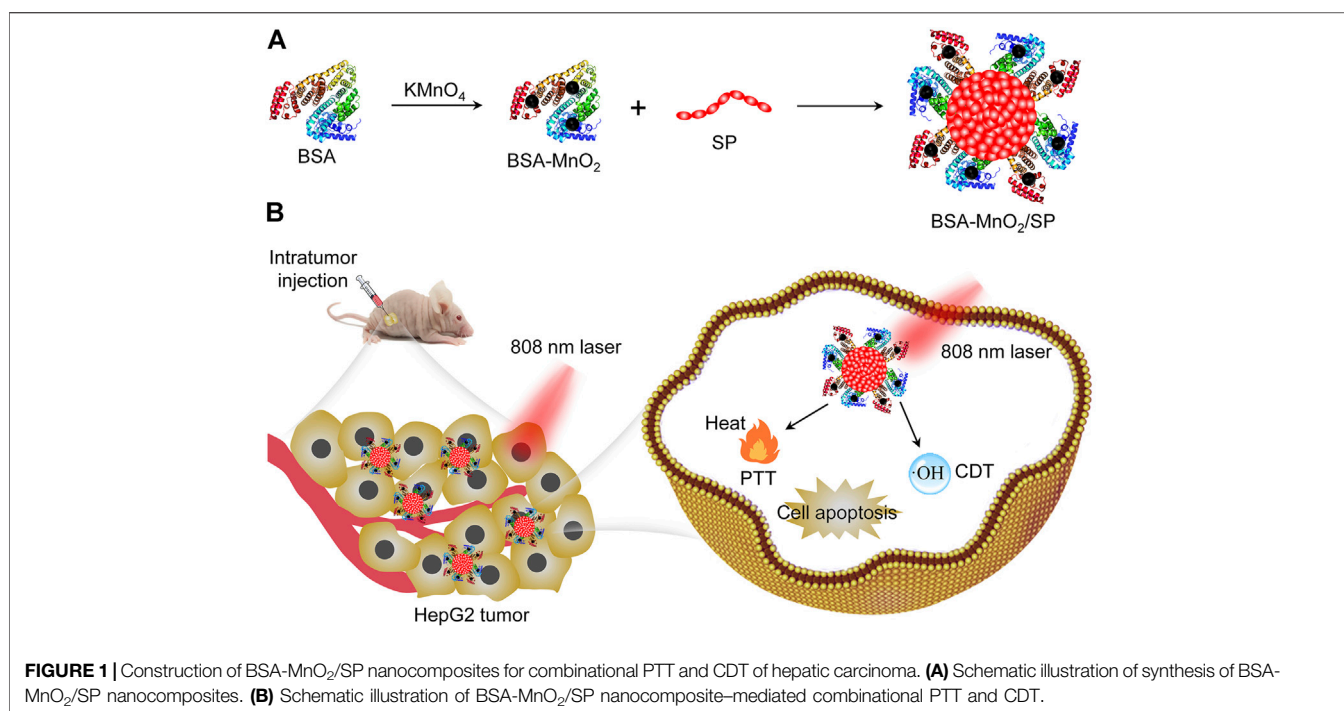 A
KMnO₄
BSA
BSA-MnO₂
+
SP
BSA-MnO₂/SP
B
Intratumor
injection
808 nm laser
HepG2 tumor
808 nm laser
Heat
PTT
·OH
CDT
Cell apoptosis
FIGURE 1 | Construction of BSA-MnO₂/SP nanocomposites for combinational PTT and CDT of hepatic carcinoma. (A) Schematic illustration of synthesis of BSA-
MnO₂/SP nanocomposites. (B) Schematic illustration of BSA-MnO₂/SP nanocomposite–mediated combinational PTT and CDT.